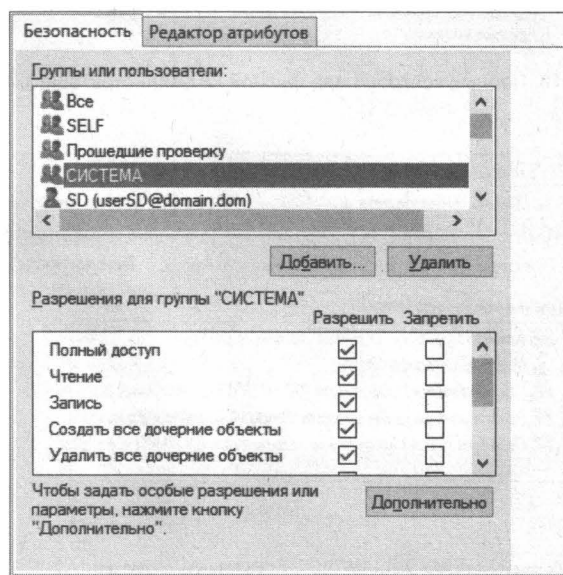 Безопасность Редактор атрибутов
Группы или пользователи:
Все
SELF
Прошедшие проверку
СИСТЕМА
SD (userSD@domain.dom)
Добавить... Удалить
Разрешения для группы "СИСТЕМА"
Разрешить Запретить
Полный доступ
Чтение
Запись
Создать все дочерние объекты
Удалить все дочерние объекты
Чтобы задать особые разрешения или
параметры, нажмите кнопку
"Дополнительно".
Дополнительно